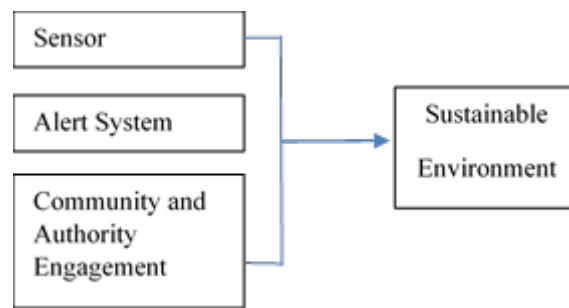 Sensor
Alert System
Community and
Authority
Engagement
Sustainable
Environment